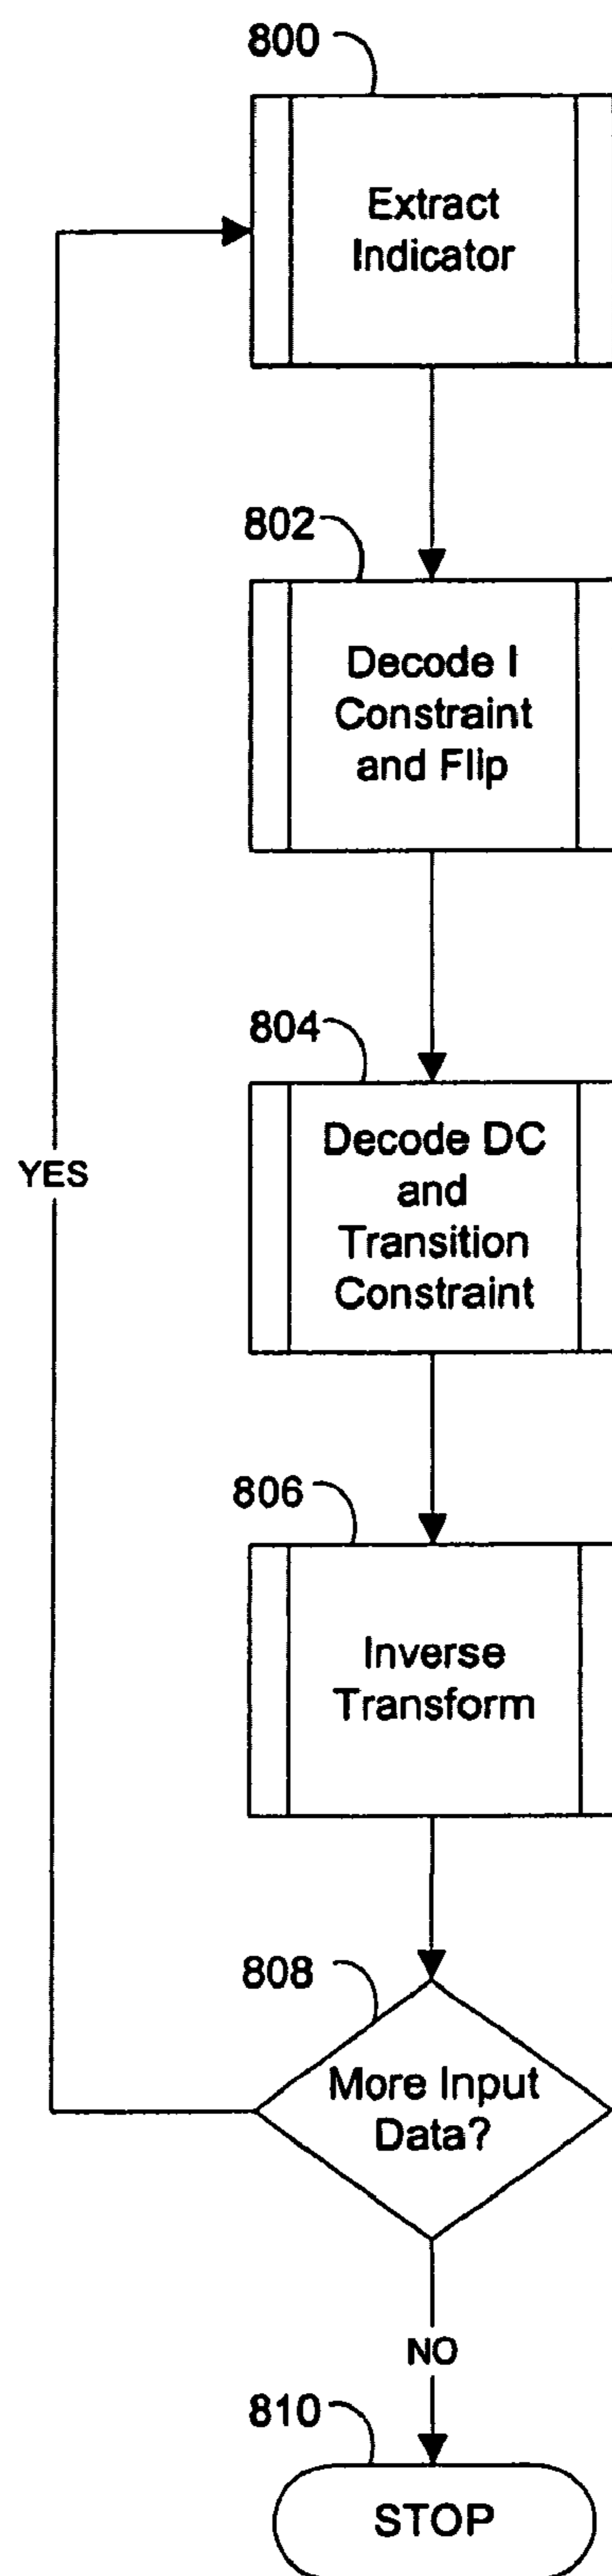 800
Extract
Indicator
802
Decode I
Constraint
and Flip
804
Decode DC
and
Transition
Constraint
YES
806
Inverse
Transform
808
More Input
Data?
NO
810
STOP